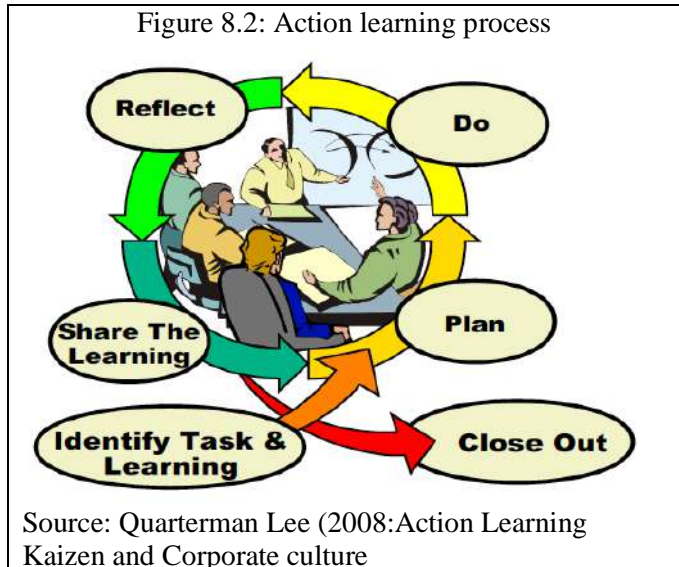 Figure 8.2: Action learning process
Reflect
Do
Share The
Learning
Plan
Identify Task &
Learning
Close Out
Source: Quarterman Lee (2008:Action Learning
Kaizen and Corporate culture